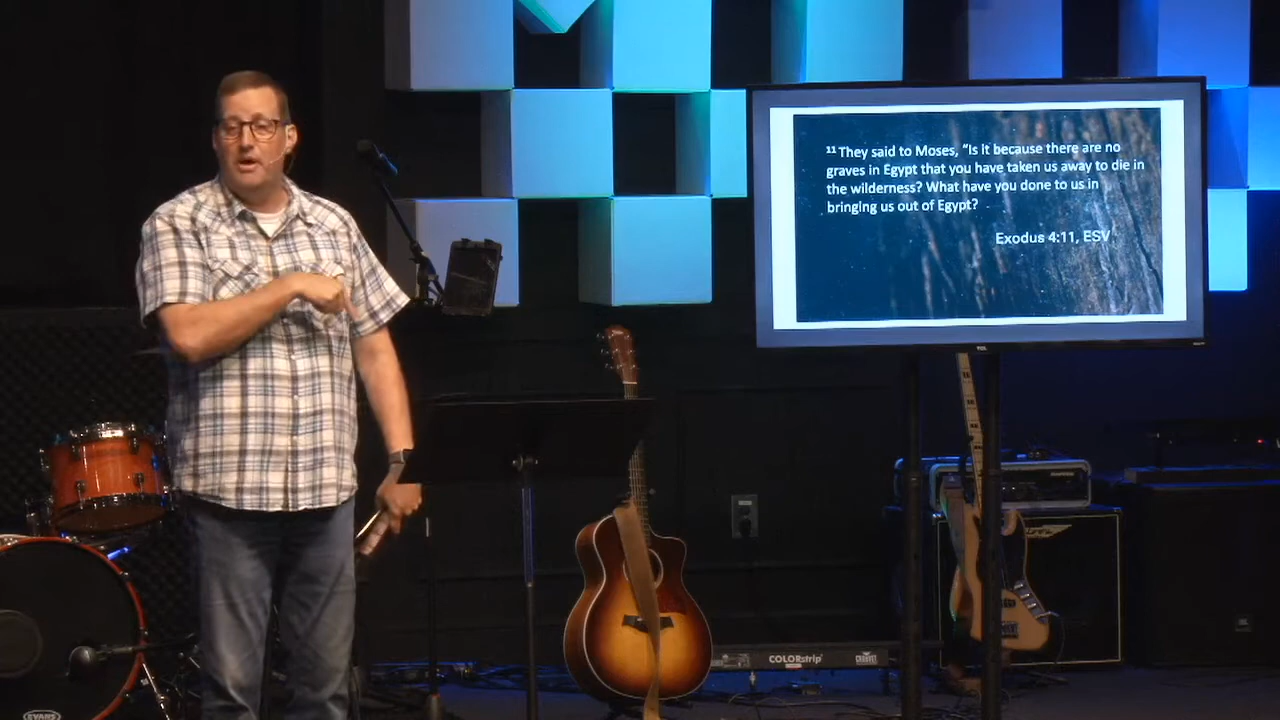 11 They said to Moses, “Is it because there are no
graves in Egypt that you have taken us away to die in
the wilderness? What have you done to us in
bringing us out of Egypt?
Exodus 4:11, ESV
TCL
COLORstrip
CHAUVET
EVANS